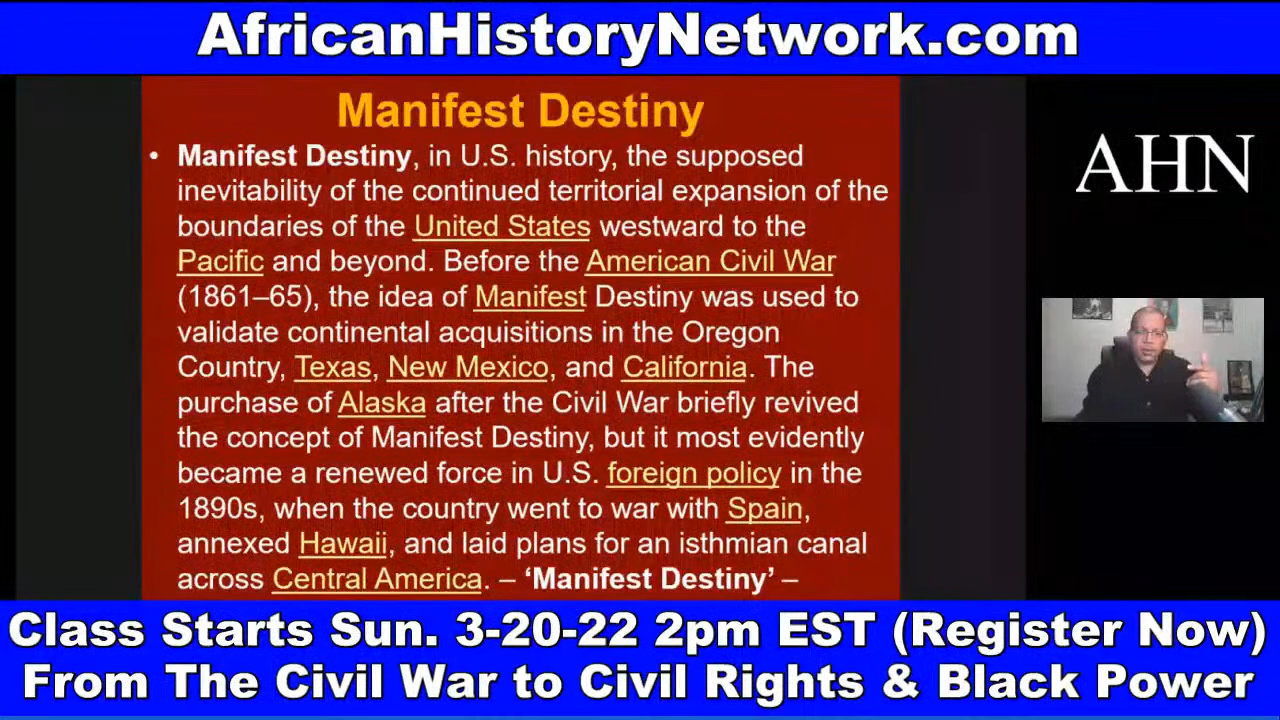 AfricanHistoryNetwork.com
Manifest Destiny
• Manifest Destiny, in U.S. history, the supposed
inevitability of the continued territorial expansion of the
boundaries of the United States westward to the
Pacific and beyond. Before the American Civil War
(1861–65), the idea of Manifest Destiny was used to
validate continental acquisitions in the Oregon
Country, Texas, New Mexico, and California. The
purchase of Alaska after the Civil War briefly revived
the concept of Manifest Destiny, but it most evidently
became a renewed force in U.S. foreign policy in the
1890s, when the country went to war with Spain,
annexed Hawaii, and laid plans for an isthmian canal
across Central America. – ‘Manifest Destiny’ –
AHN
Class Starts Sun. 3-20-22 2pm EST (Register Now)
From The Civil War to Civil Rights & Black Power